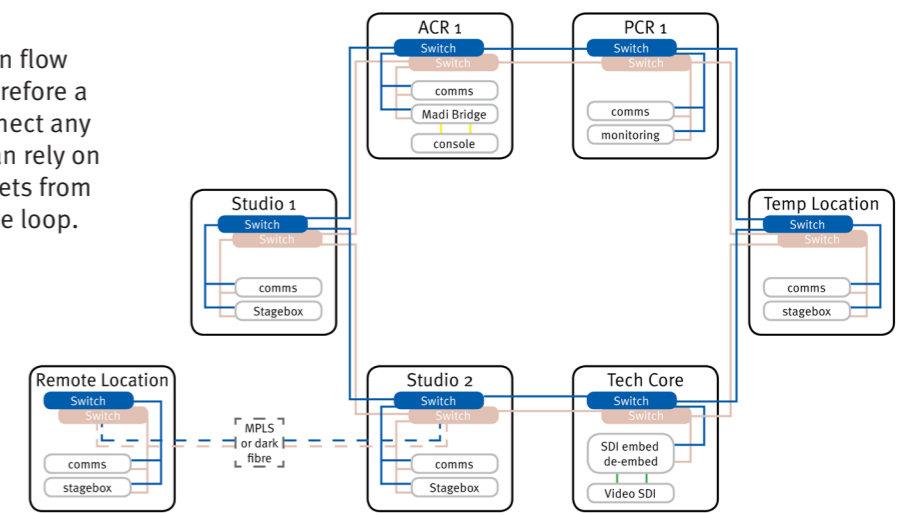 n flow
refore a
nect any
an rely on
ets from
e loop.
ACR 1
Switch
Switch
comms
Madi Bridge
console
PCR 1
Switch
Switch
comms
monitoring
Studio 1
Switch
Switch
comms
Stagebox
Temp Location
Switch
Switch
comms
stagebox
Remote Location
Switch
Switch
comms
stagebox
MPLS
or dark
fibre
Studio 2
Switch
Switch
comms
Stagebox
Tech Core
Switch
Switch
SDI embed
de-embed
Video SDI